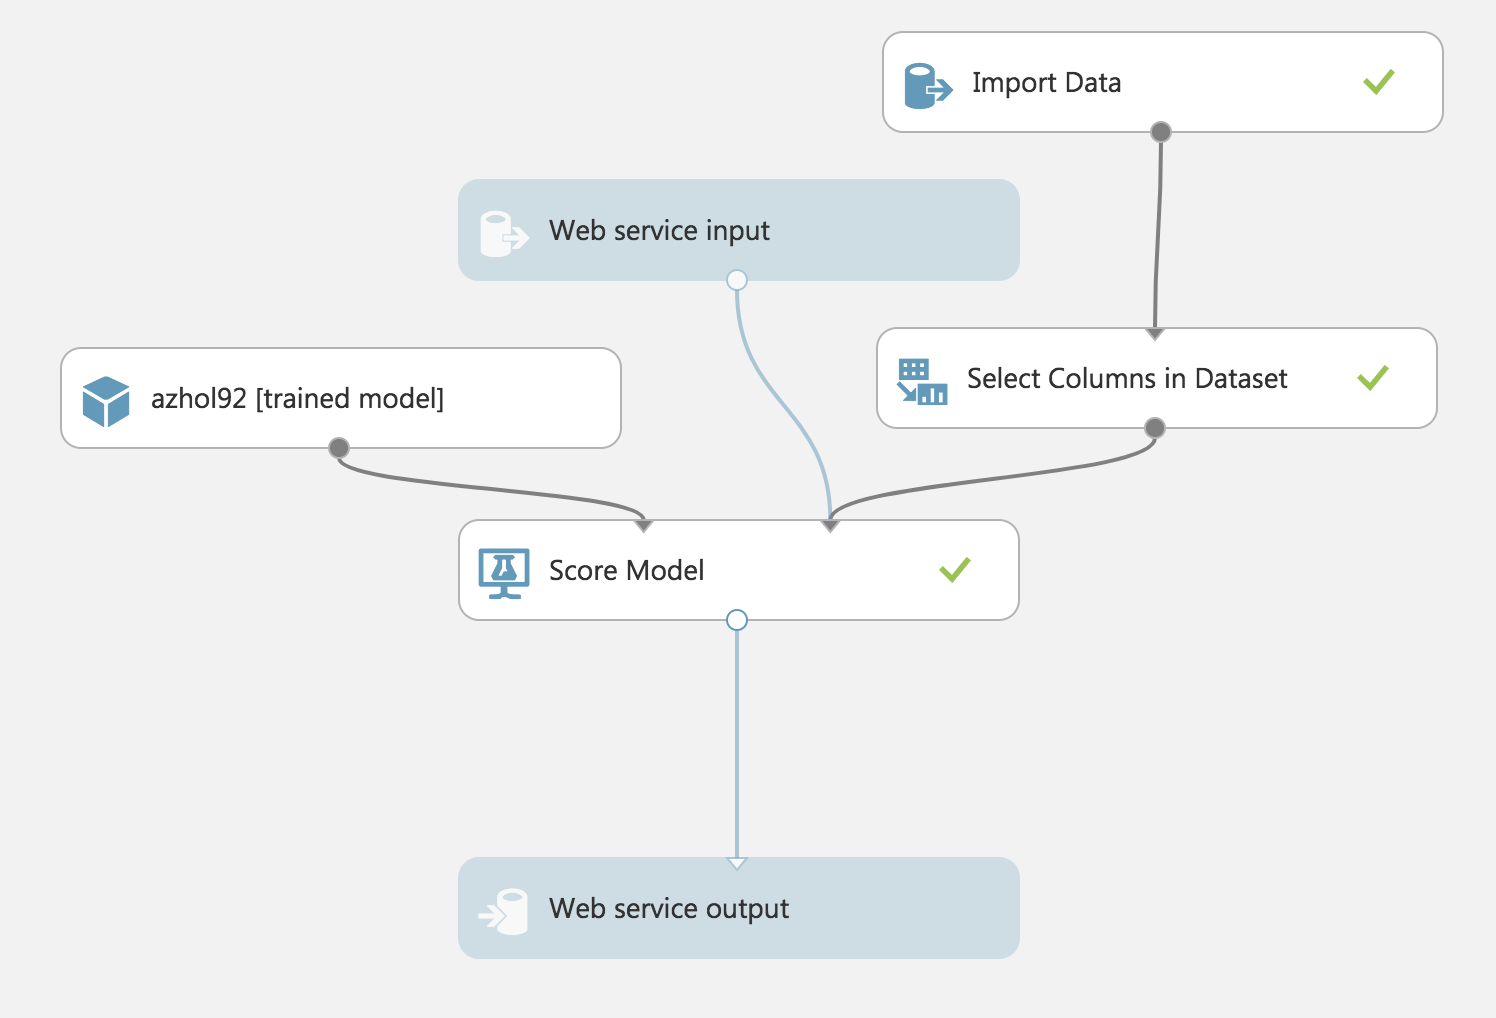 Import Data
Web service input
Select Columns in Dataset
azhol92 [trained model]
Score Model
Web service output